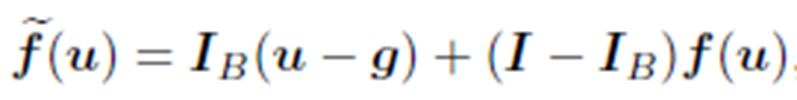 f̃(u) = I_B(u − g) + (I − I_B)f(u).